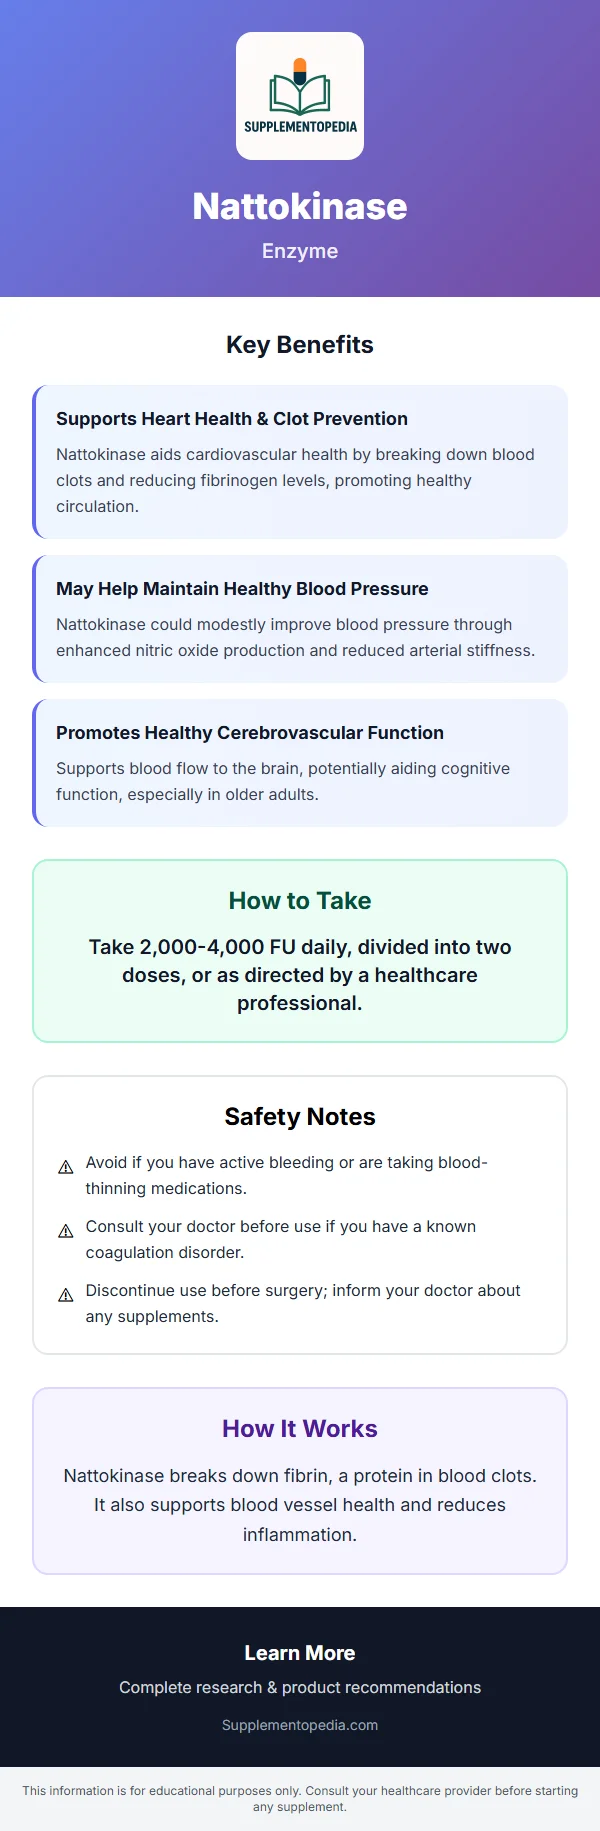 SUPPLEMENTOPEDIA
Nattokinase
Enzyme
Key Benefits
Supports Heart Health & Clot Prevention
Nattokinase aids cardiovascular health by breaking down blood
clots and reducing fibrinogen levels, promoting healthy
circulation.
May Help Maintain Healthy Blood Pressure
Nattokinase could modestly improve blood pressure through
enhanced nitric oxide production and reduced arterial stiffness.
Promotes Healthy Cerebrovascular Function
Supports blood flow to the brain, potentially aiding cognitive
function, especially in older adults.
How to Take
Take 2,000-4,000 FU daily, divided into two
doses, or as directed by a healthcare
professional.
Safety Notes
⚠ Avoid if you have active bleeding or are taking blood-
thinning medications.
⚠ Consult your doctor before use if you have a known
coagulation disorder.
⚠ Discontinue use before surgery; inform your doctor about
any supplements.
How It Works
Nattokinase breaks down fibrin, a protein in blood clots.
It also supports blood vessel health and reduces
inflammation.
Learn More
Complete research & product recommendations
Supplementopedia.com
This information is for educational purposes only. Consult your healthcare provider before starting
any supplement.